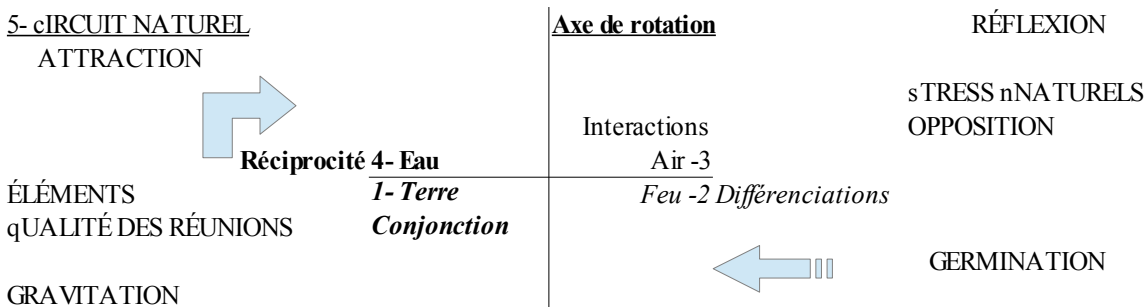 5- cIRCUIT NATUREL
Axe de rotation
RÉFLEXION
ATTRACTION
sTRESS nNATURELS
Interactions
OPPOSITION
Réciprocité 4- Eau
Air -3
ÉLÉMENTS
1- Terre
Feu -2 Différenciations
qUALITÉ DES RÉUNIONS
Conjonction
GERMINATION
GRAVITATION